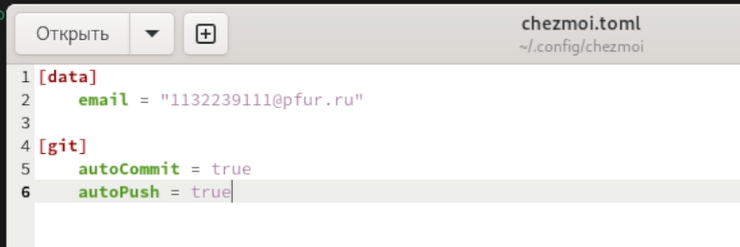 Открыть
chezmoi.toml
~/.config/chezmoi
1 [data]
2     email = "1132239111@pfur.ru"
3
4 [git]
5     autoCommit = true
6     autoPush = true